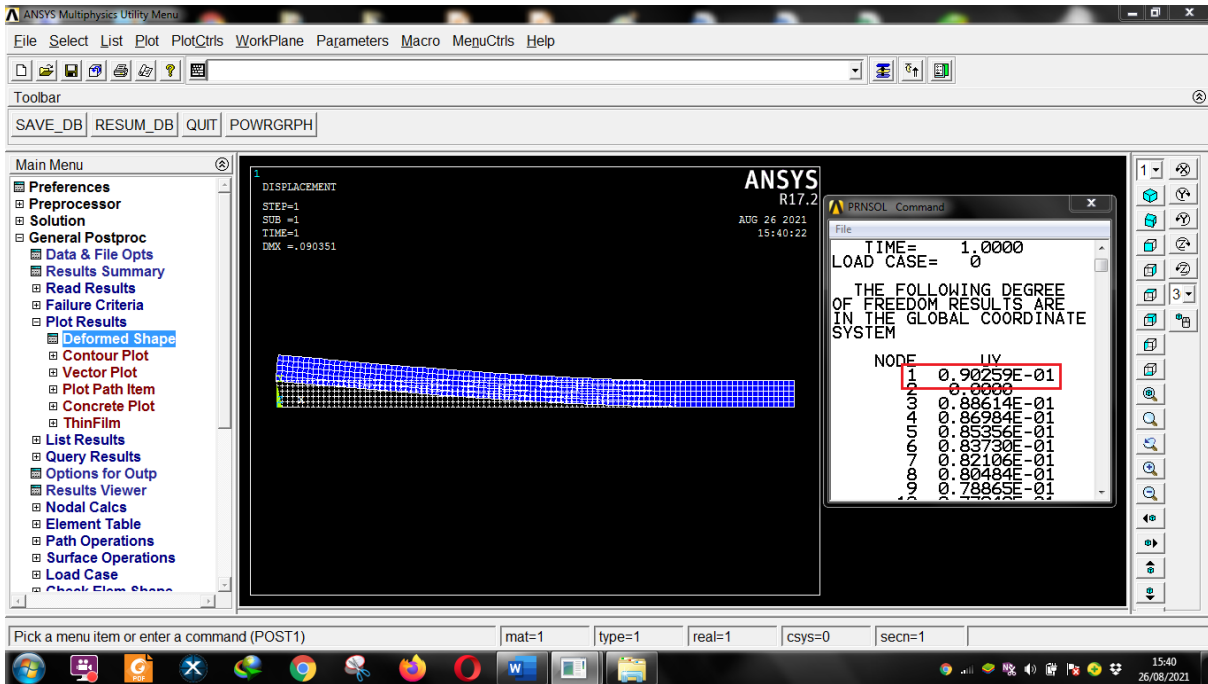 ANSYS Multiphysics Utility Menu
File Select List Plot PlotCtrls WorkPlane Parameters Macro MenuCtrls Help
Toolbar
SAVE_DB RESUM_DB QUIT POWRGRPH
Main Menu
Preferences
Preprocessor
Solution
General Postproc
Data & File Opts
Results Summary
Read Results
Failure Criteria
Plot Results
Deformed Shape
Contour Plot
Vector Plot
Plot Path Item
Concrete Plot
ThinFilm
List Results
Query Results
Options for Outp
Results Viewer
Nodal Calcs
Element Table
Path Operations
Surface Operations
Load Case
Check Elem Shape
1
DISPLACEMENT
STEP=1
SUB =1
TIME=1
DMX =.090351
ANSYS
R17.2
AUG 26 2021
15:40:22
X
PRNSOL Command
File
TIME= 1.0000
LOAD CASE= 0
THE FOLLOWING DEGREE
OF FREEDOM RESULTS ARE
IN THE GLOBAL COORDINATE
SYSTEM
NODE UY
1 0.90259E-01
2 0.0000
3 0.88614E-01
4 0.86984E-01
5 0.85356E-01
6 0.83730E-01
7 0.82106E-01
8 0.80484E-01
9 0.78865E-01
1
3
Pick a menu item or enter a command (POST1)
mat=1
type=1
real=1
csys=0
secn=1
15:40
26/08/2021